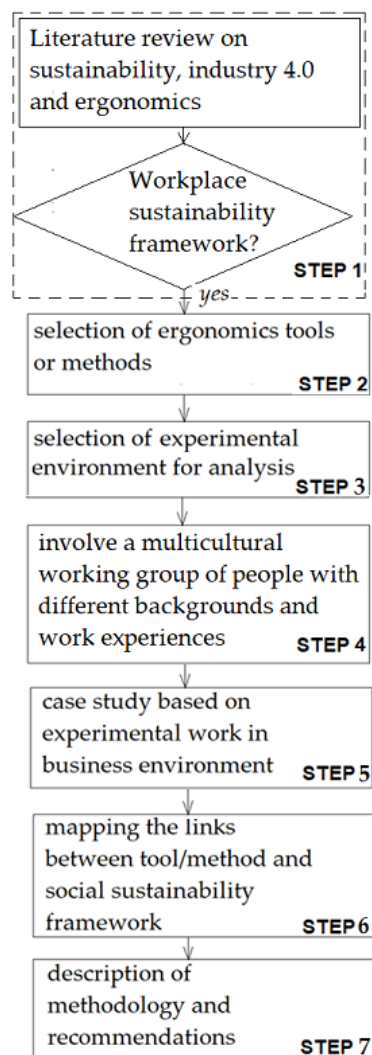 Literature review on
sustainability, industry 4.0
and ergonomics
Workplace
sustainability
framework?
STEP 1
yes
selection of ergonomics tools
or methods
STEP 2
selection of experimental
environment for analysis
STEP 3
involve a multicultural
working group of people with
different backgrounds and
work experiences
STEP 4
case study based on
experimental work in
business environment
STEP 5
mapping the links
between tool/method and
social sustainability
framework
STEP 6
description of
methodology and
recommendations
STEP 7